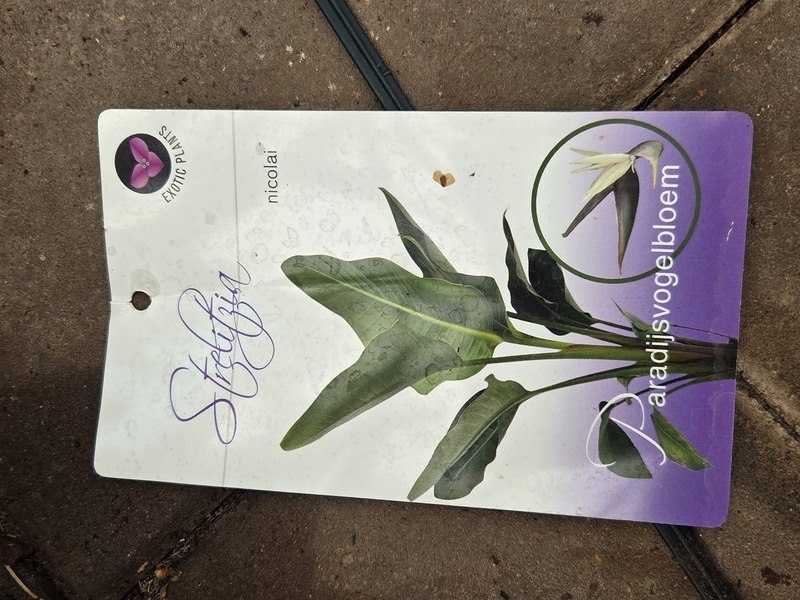 EXOTIC PLANTS
nicolai
Strelitzia
Paradijsvogelbloem